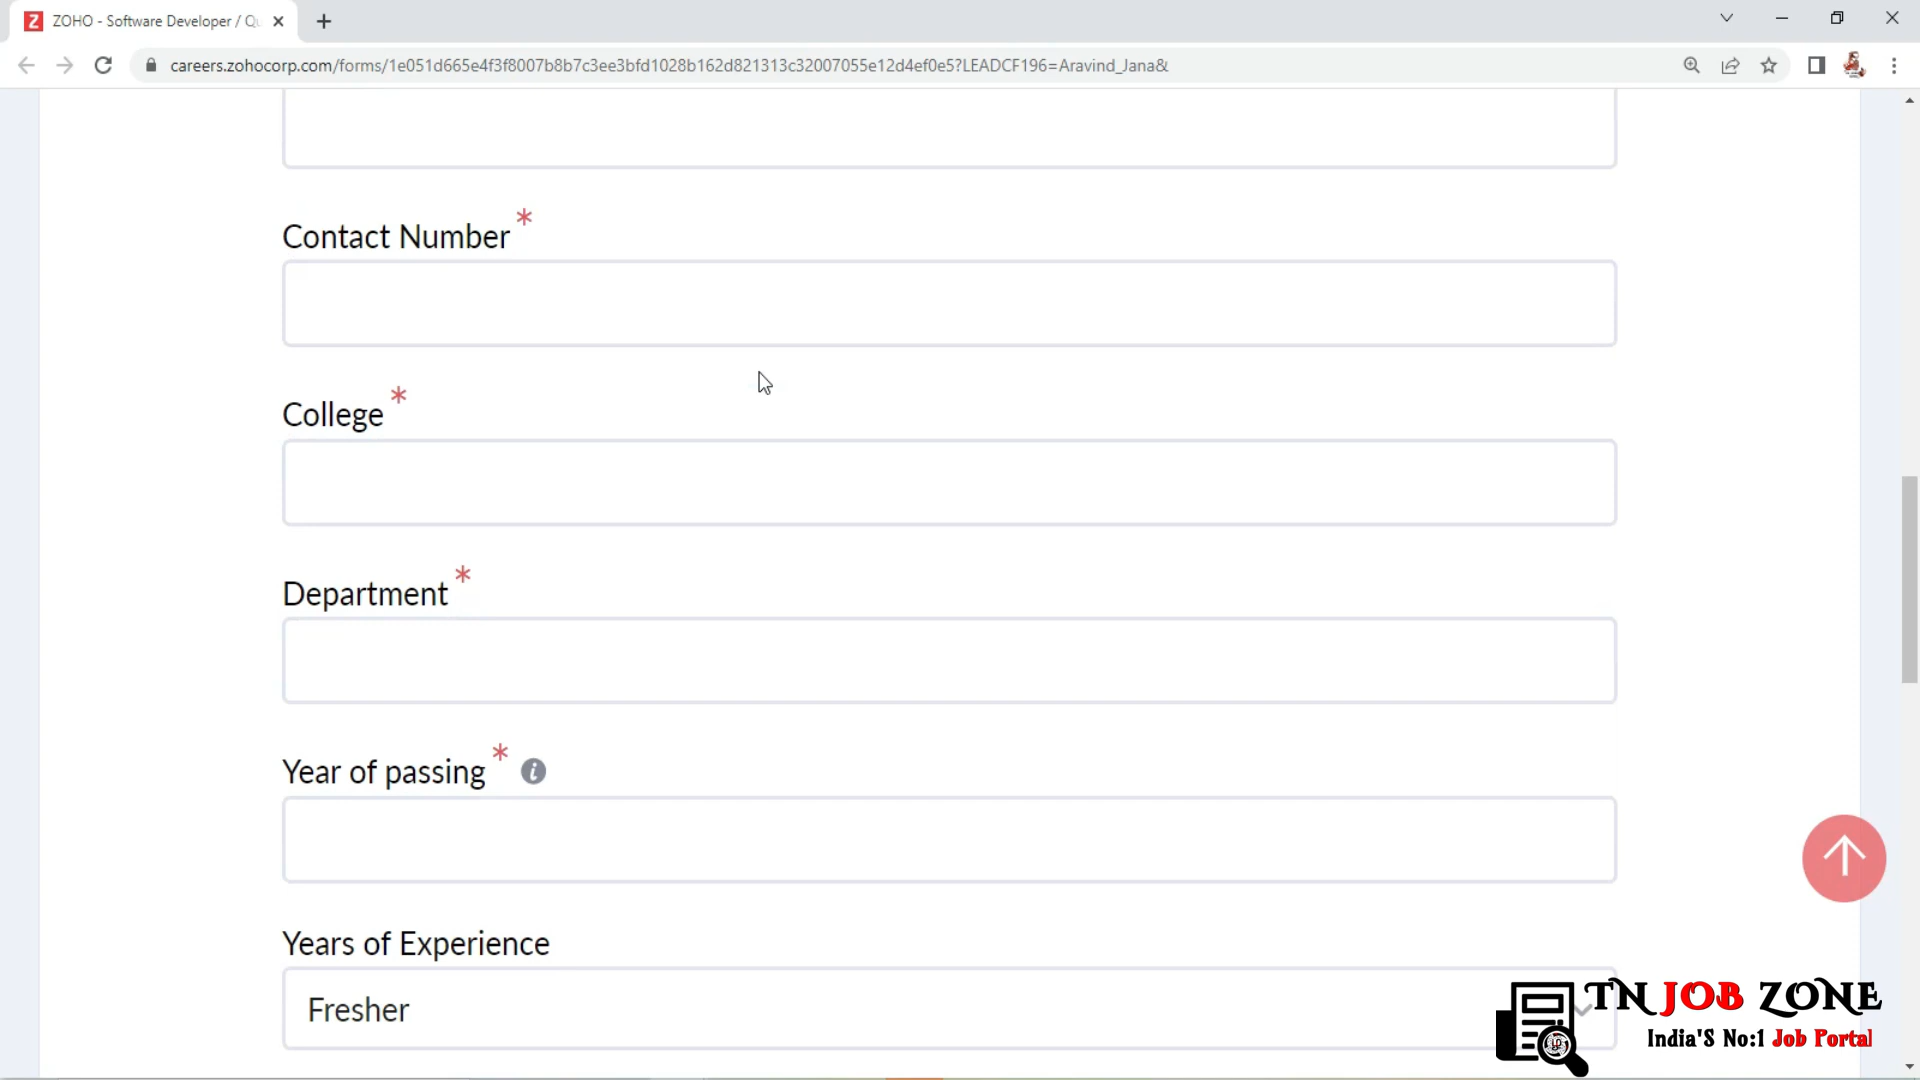 ZOHO - Software Developer / Qu
careers.zohocorp.com/forms/1e051d665e4f3f8007b8b7c3ee3bfd1028b162d821313c32007055e12d4ef0e5?LEADCF196=Aravind_Jana&
Contact Number *
College *
Department *
Year of passing *
Years of Experience
Fresher
TN JOB ZONE
India'S No:1 Job Portal